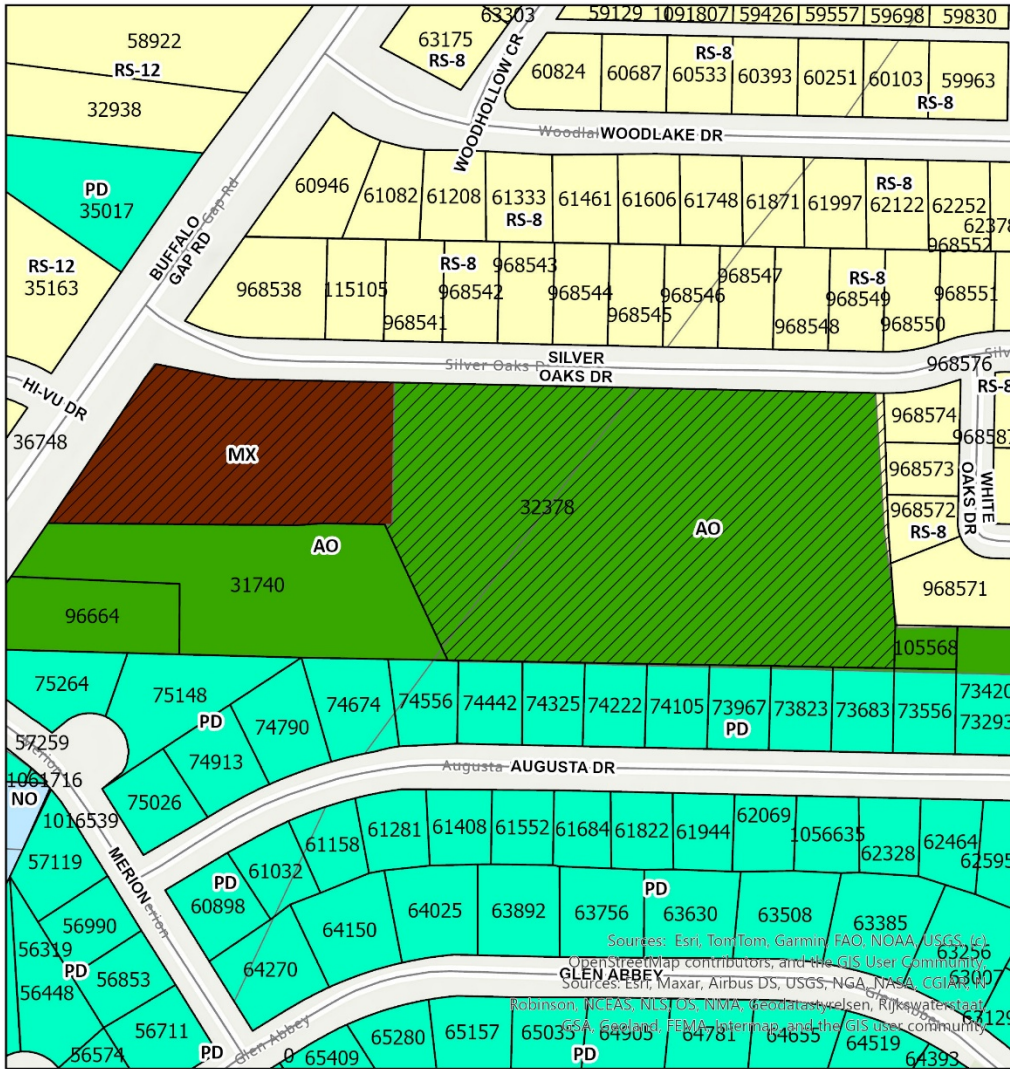 63303
59129
1091807
59426
59557
59698
59830
58922
RS-12
63175
RS-8
WOODHOLLOW CR
RS-8
60824
60687
60533
60393
60251
60103
59963
RS-8
32938
WOODLAKE DR
PD
35017
60946
61082
61208
61333
RS-8
61461
61606
61748
61871
61997
RS-8
62122
62252
62378
968552
BUFFALO
GAP RD
Gap Rd
RS-12
35163
968538
115105
968541
RS-8
968542
968543
968544
968545
968546
968547
968548
RS-8
968549
968550
968551
Silver Oaks D
SILVER
OAKS DR
968576
HI-VU DR
36748
RS-8
968574
968587
MX
968573
WHITE
OAKS DR
32378
968572
AO
RS-8
AO
31740
968571
96664
105568
75264
75148
PD
74790
74674
74556
74442
74325
74222
74105
73967
PD
73823
73683
73556
73420
73293
57259
74913
Augusta
AUGUSTA DR
1061716
NO
75026
1016539
57119
MERION
61158
61281
61408
61552
61684
61822
61944
62069
1056635
62328
62464
62595
61032
PD
60898
PD
56990
64150
64025
63892
63756
63630
63508
63385
63256
56319
PD
56448
56853
64270
GLEN ABBEY
63007
63129
56711
56574
PD
Glen Abbey
0
65409
65280
65157
65035
64905
PD
64781
64655
64519
64393
Sources: Esri, TomTom, Garmin, FAO, NOAA, USGS, (c)
OpenStreetMap contributors, and the GIS User Community,
Sources: Esri, Maxar, Airbus DS, USGS, NGA, NASA, CGIAR, N
Robinson, NCEAS, NLS, OS, NMA, Geodatastyrelsen, Rijkswaterstaat,
GSA, Geoland, FEMA, Intermap, and the GIS user community